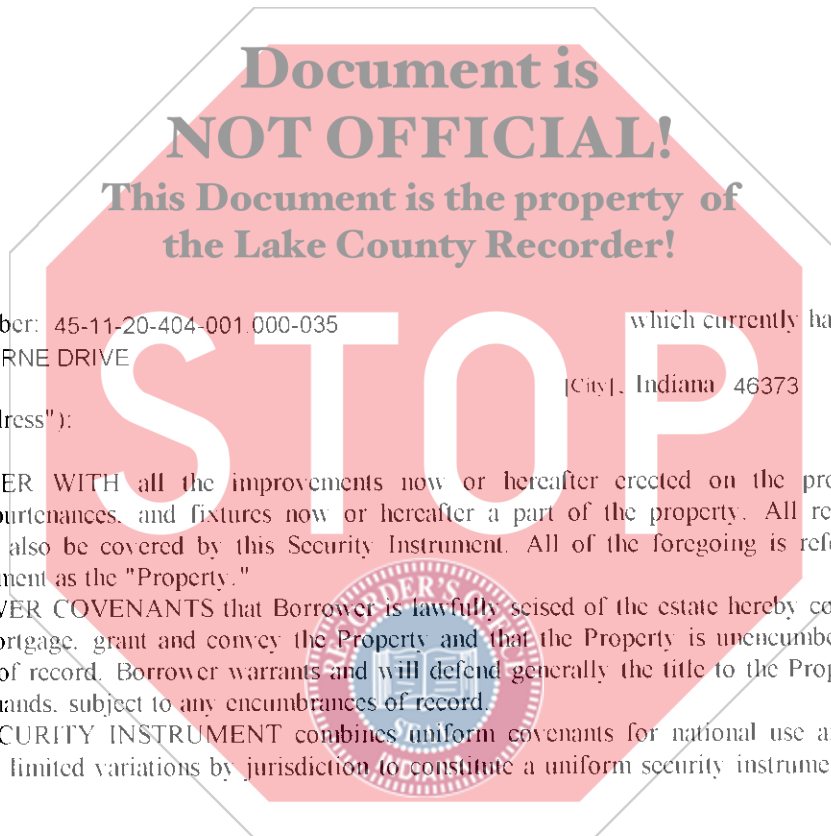 Document is
NOT OFFICIAL!
This Document is the property of
the Lake County Recorder!
ber: 45-11-20-404-001.000-035 which currently ha
RNE DRIVE
[City], Indiana 46373
dress"):
STOP
ER WITH all the improvements now or hereafter erected on the pro
purtenances, and fixtures now or hereafter a part of the property. All re
also be covered by this Security Instrument. All of the foregoing is refe
ment as the "Property."
VER COVENANTS that Borrower is lawfully seised of the estate hereby co
ortgage, grant and convey the Property and that the Property is unencumbe
of record. Borrower warrants and will defend generally the title to the Prop
nands, subject to any encumbrances of record.
CURITY INSTRUMENT combines uniform covenants for national use a
limited variations by jurisdiction to constitute a uniform security instrume
RECORDER'S OFFICE